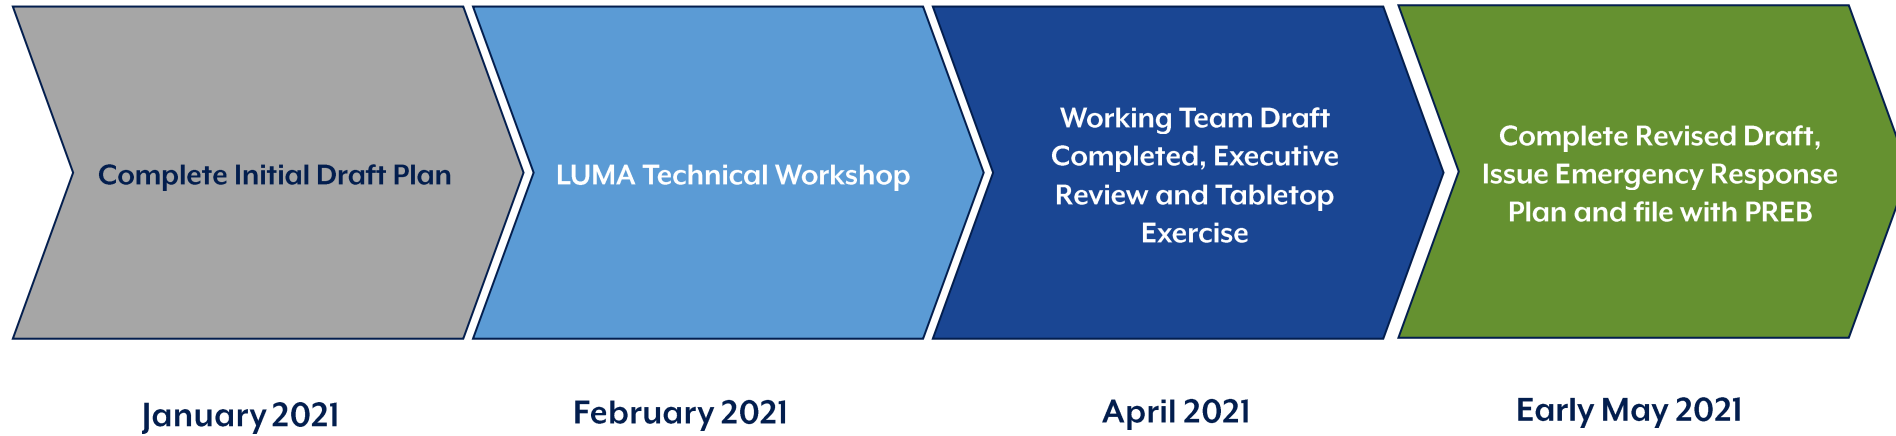 Complete Initial Draft Plan
LUMA Technical Workshop
Working Team Draft
Completed, Executive
Review and Tabletop
Exercise
Complete Revised Draft,
Issue Emergency Response
Plan and file with PREB
January 2021
February 2021
April 2021
Early May 2021